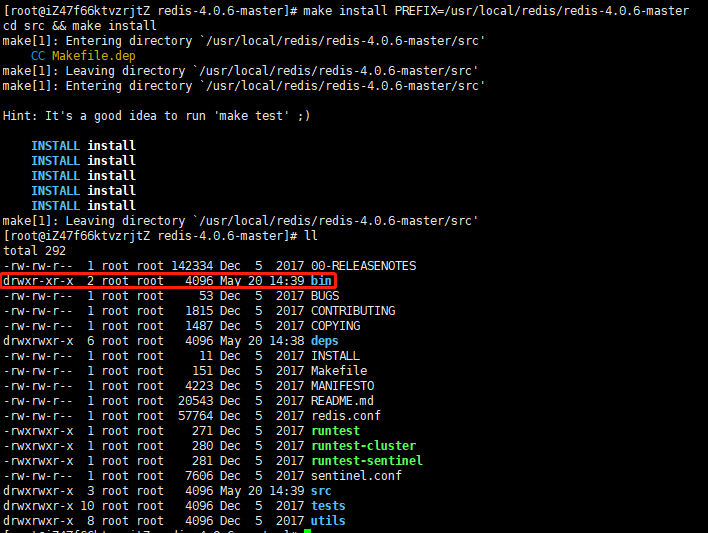 [root@iZ47f66ktvzrjtZ redis-4.0.6-master]# make install PREFIX=/usr/local/redis/redis-4.0.6-master
cd src && make install
make[1]: Entering directory `/usr/local/redis/redis-4.0.6-master/src'
    CC Makefile.dep
make[1]: Leaving directory `/usr/local/redis/redis-4.0.6-master/src'
make[1]: Entering directory `/usr/local/redis/redis-4.0.6-master/src'

Hint: It's a good idea to run 'make test' ;)

    INSTALL install
    INSTALL install
    INSTALL install
    INSTALL install
    INSTALL install
make[1]: Leaving directory `/usr/local/redis/redis-4.0.6-master/src'
[root@iZ47f66ktvzrjtZ redis-4.0.6-master]# ll
total 292
-rw-rw-r--  1 root root 142334 Dec  5  2017 00-RELEASENOTES
drwxr-xr-x  2 root root   4096 May 20 14:39 bin
-rw-rw-r--  1 root root     53 Dec  5  2017 BUGS
-rw-rw-r--  1 root root   1815 Dec  5  2017 CONTRIBUTING
-rw-rw-r--  1 root root   1487 Dec  5  2017 COPYING
drwxrwxr-x  6 root root   4096 May 20 14:38 deps
-rw-rw-r--  1 root root     11 Dec  5  2017 INSTALL
-rw-rw-r--  1 root root    151 Dec  5  2017 Makefile
-rw-rw-r--  1 root root   4223 Dec  5  2017 MANIFESTO
-rw-rw-r--  1 root root  20543 Dec  5  2017 README.md
-rw-rw-r--  1 root root  57764 Dec  5  2017 redis.conf
-rwxrwxr-x  1 root root    271 Dec  5  2017 runtest
-rwxrwxr-x  1 root root    280 Dec  5  2017 runtest-cluster
-rwxrwxr-x  1 root root    281 Dec  5  2017 runtest-sentinel
-rw-rw-r--  1 root root   7606 Dec  5  2017 sentinel.conf
drwxrwxr-x  3 root root   4096 May 20 14:39 src
drwxrwxr-x 10 root root   4096 Dec  5  2017 tests
drwxrwxr-x  8 root root   4096 Dec  5  2017 utils
[root@iZ47f66ktvzrjtZ redis-4.0.6-master]#